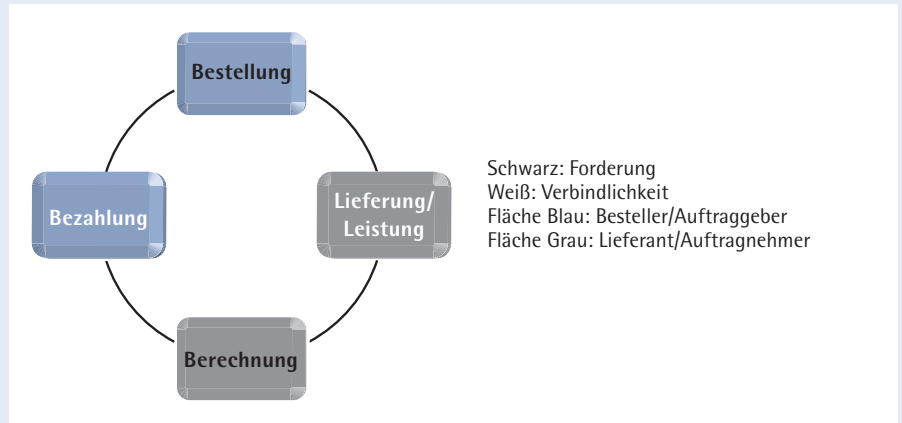 Bestellung
Bezahlung
Lieferung/
Leistung
Berechnung
Schwarz: Forderung
Weiß: Verbindlichkeit
Fläche Blau: Besteller/Auftraggeber
Fläche Grau: Lieferant/Auftragnehmer